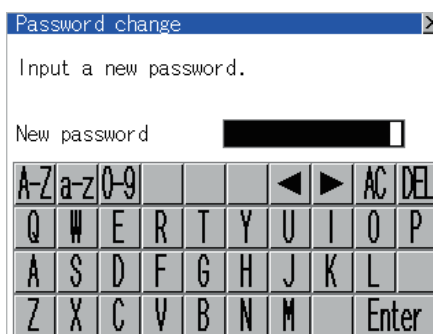 Password change
Input a new password.
New password
A-Z a-z 0-9 ◀ ▶ AC DEL
Q W E R T Y U I O P
A S D F G H J K L
Z X C V B N M Enter